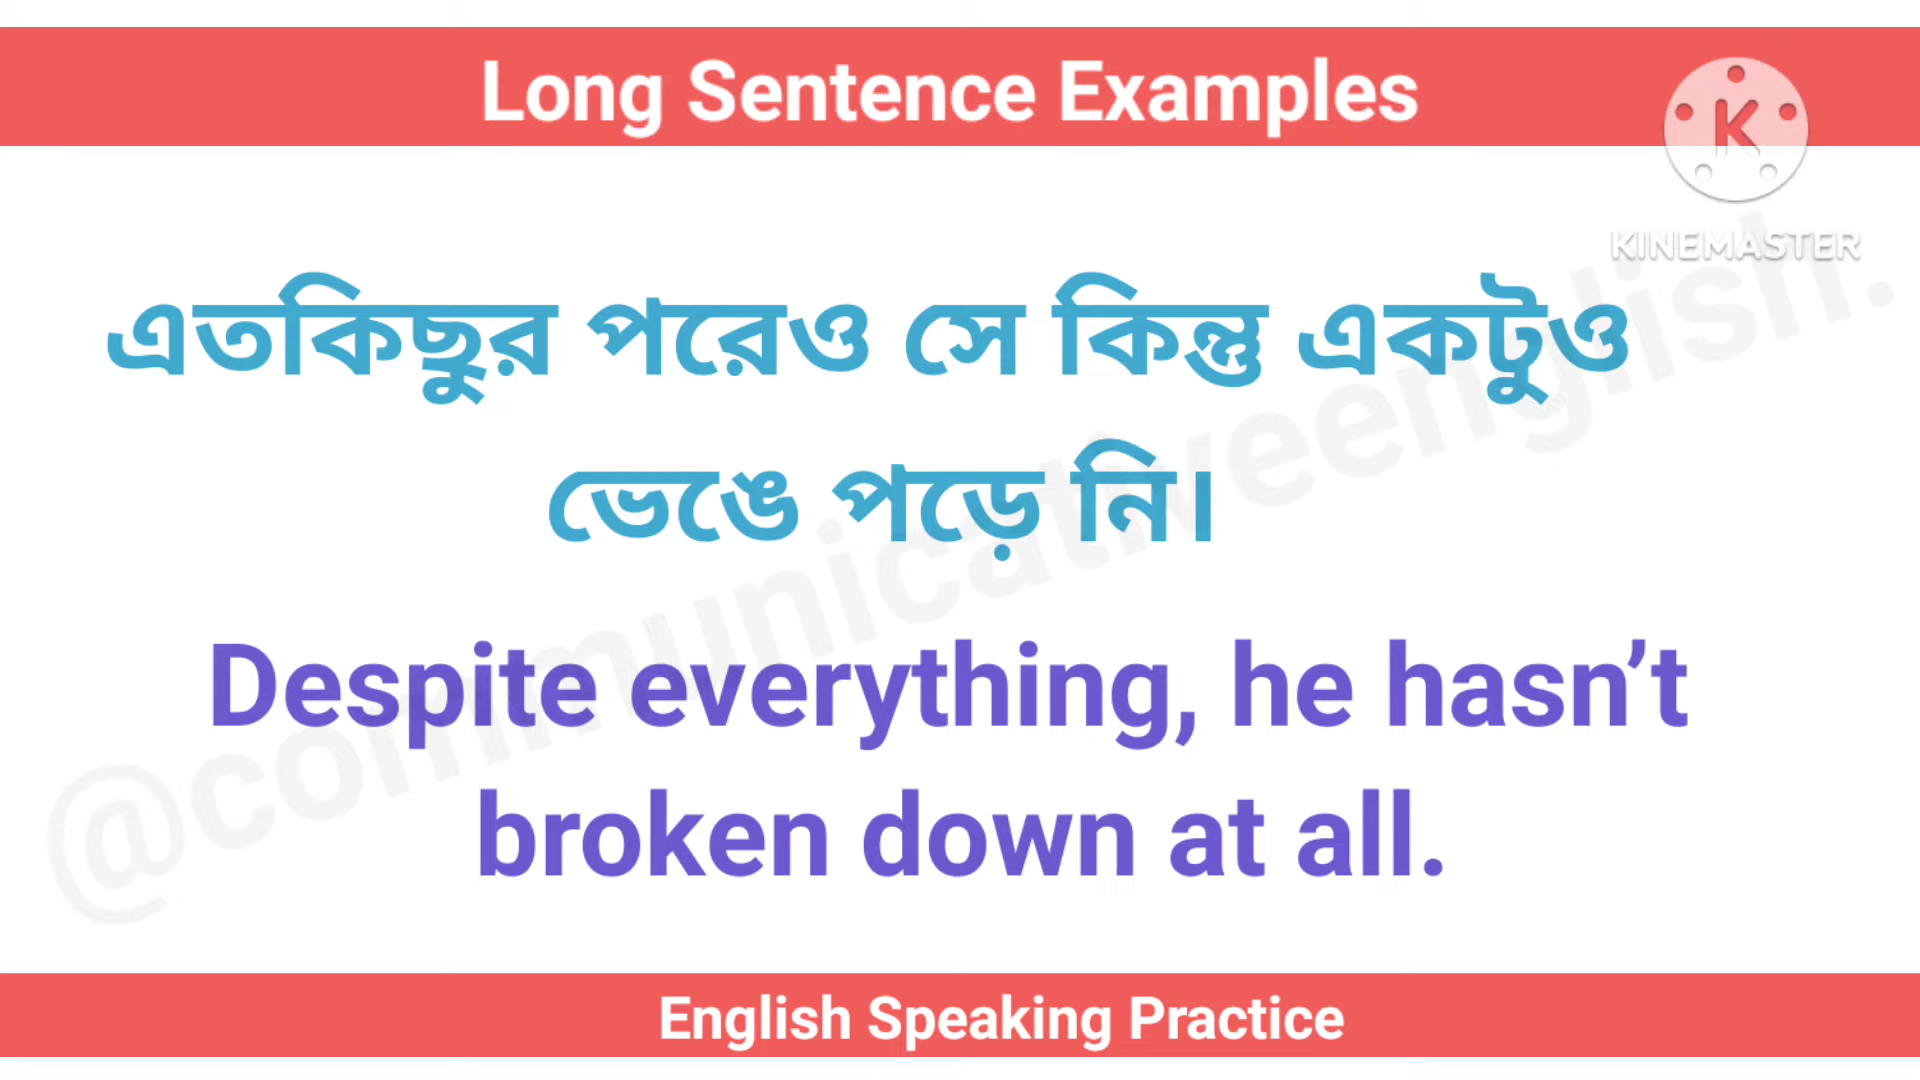 Long Sentence Examples
KINEMASTER
এতকিছুর পরেও সে কিন্তু একটুও
ভেঙে পড়ে নি।
Despite everything, he hasn’t
broken down at all.
@communicativeenglish.
English Speaking Practice